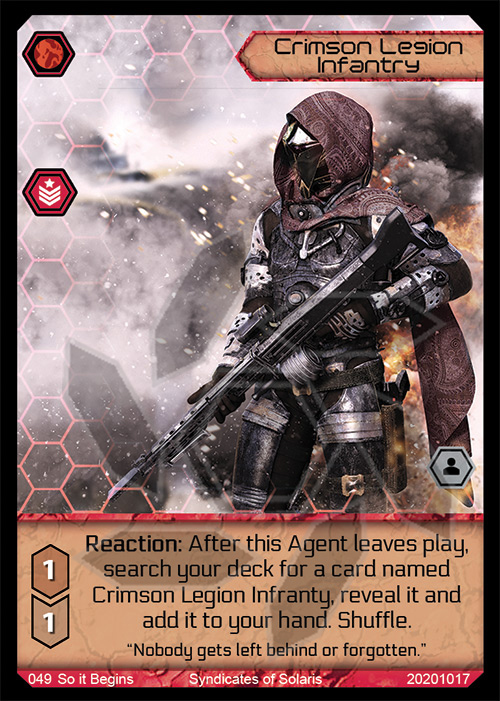 Crimson Legion
Infantry
1
1
Reaction: After this Agent leaves play,
search your deck for a card named
Crimson Legion Infranty, reveal it and
add it to your hand. Shuffle.
“Nobody gets left behind or forgotten.”
049 So it Begins Syndicates of Solaris 20201017